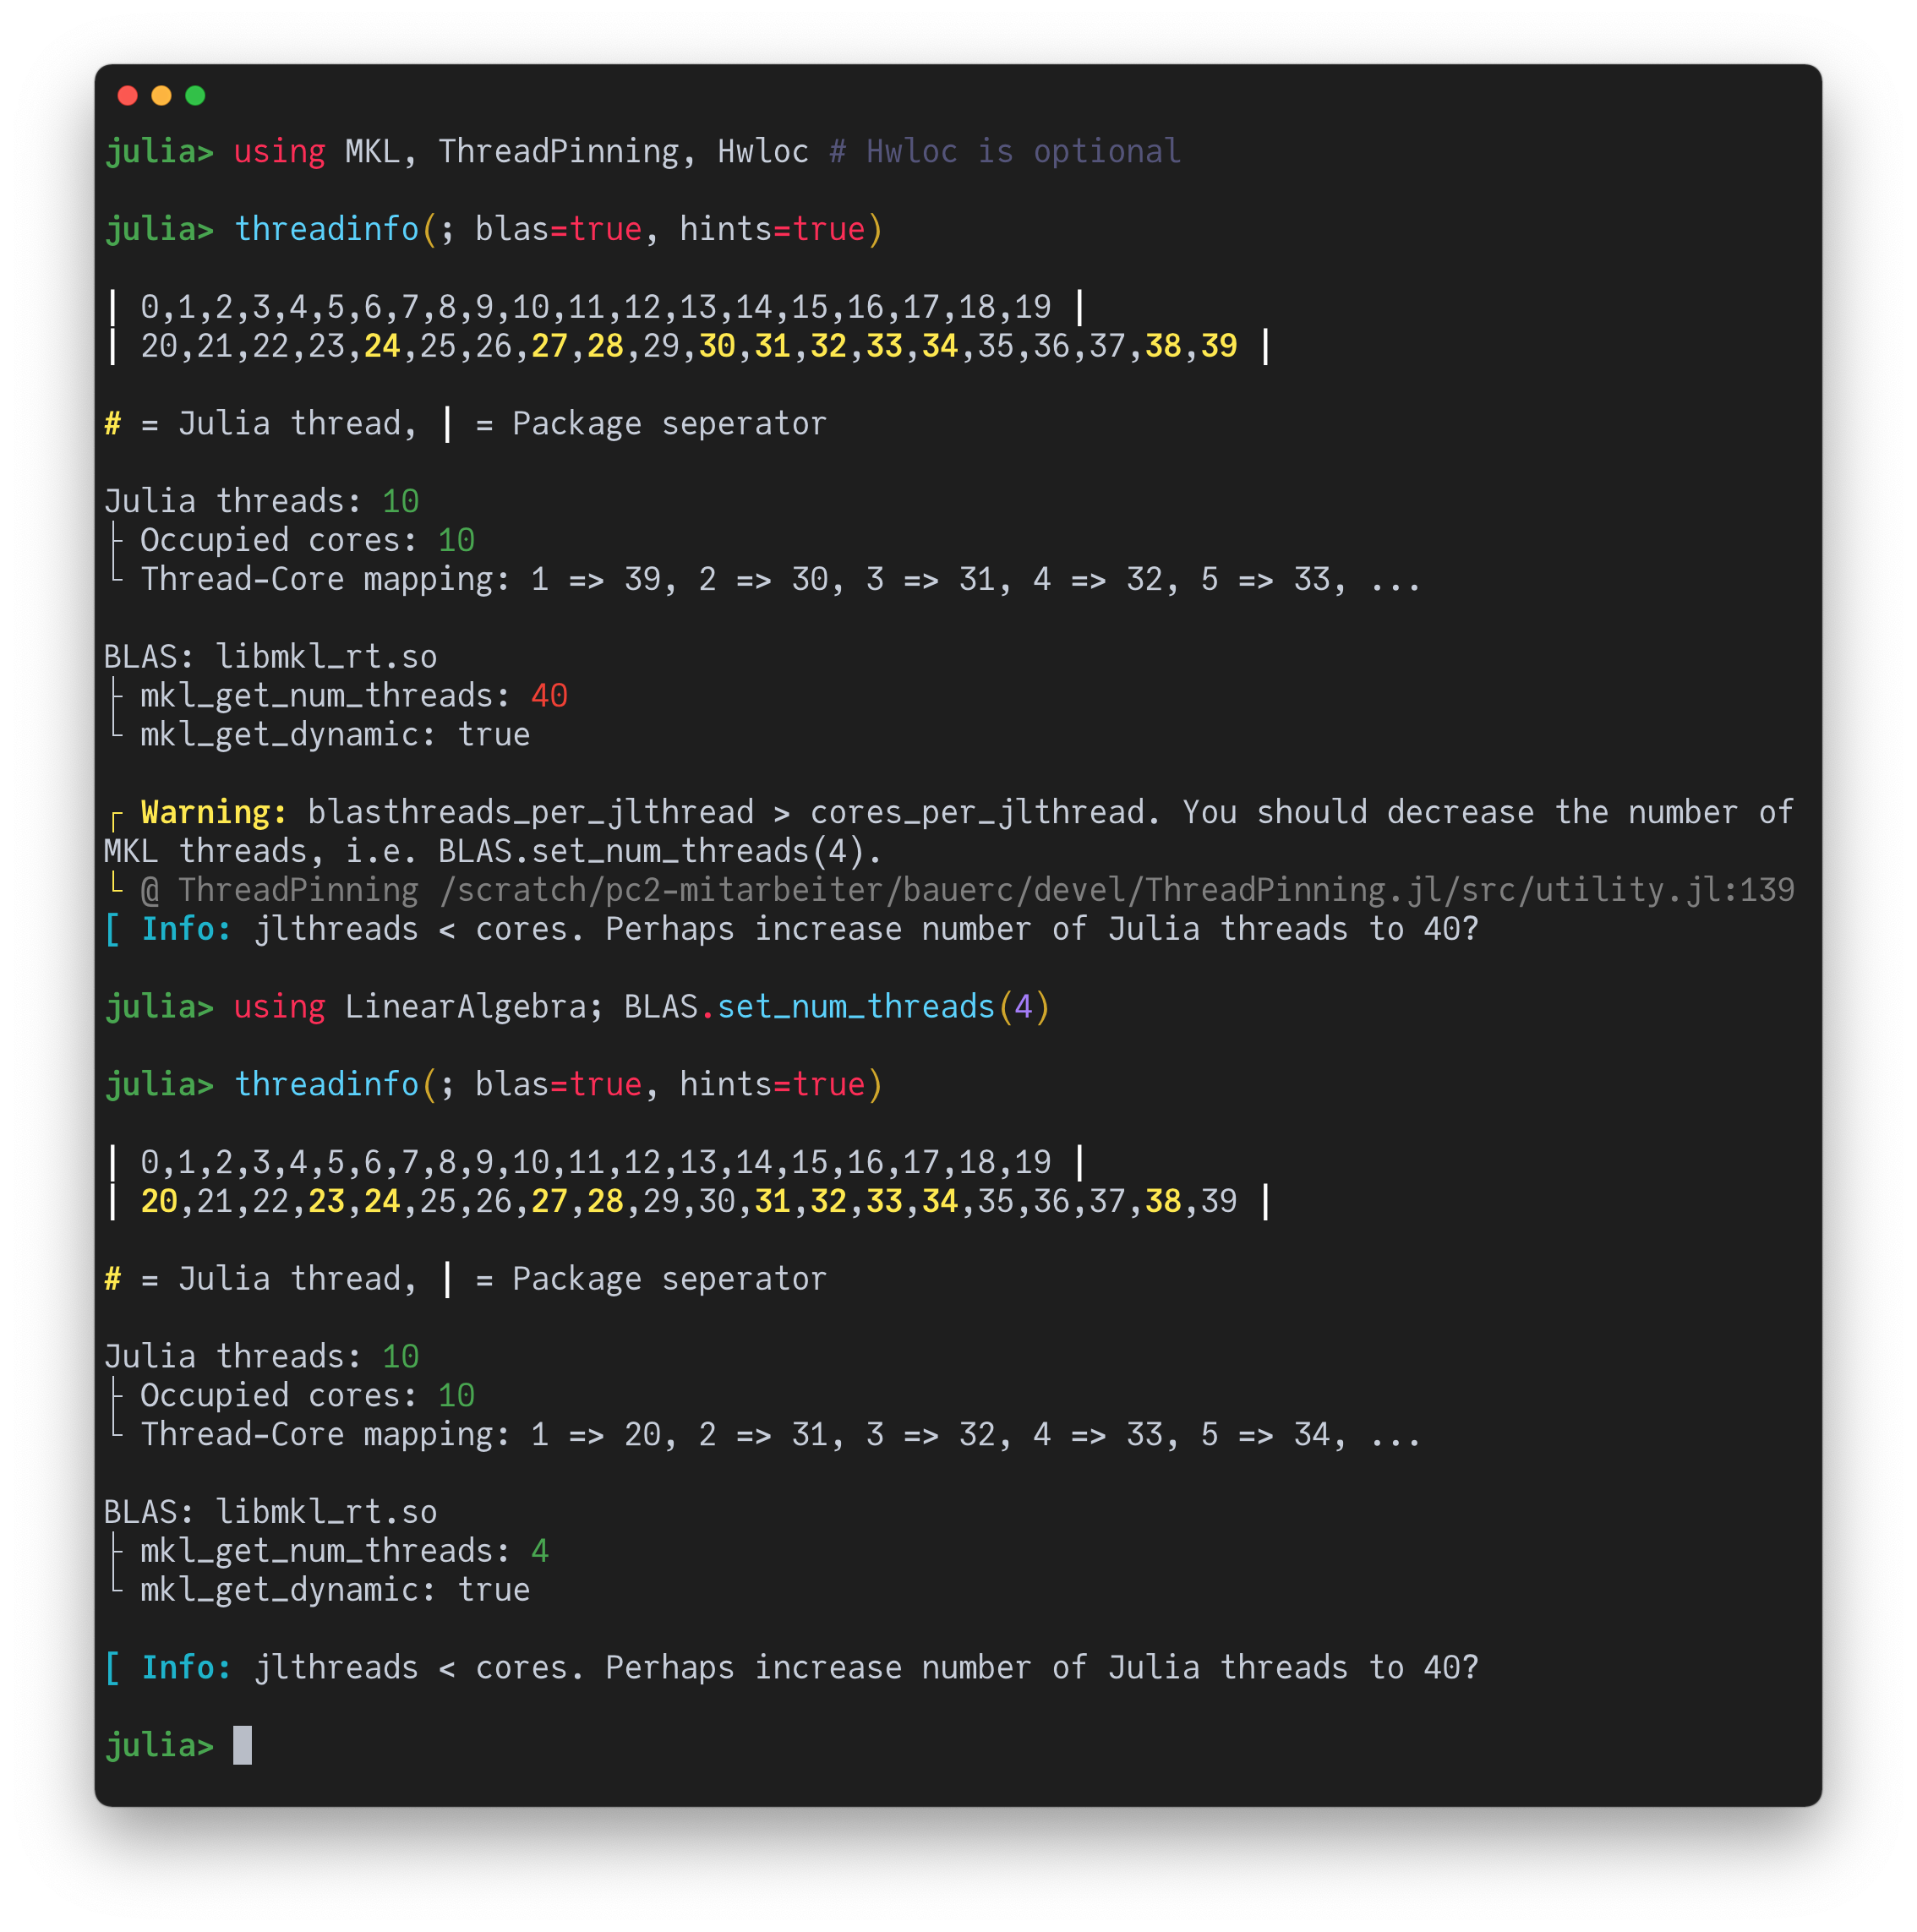 julia> using MKL, ThreadPinning, Hwloc # Hwloc is optional
julia> threadinfo(; blas=true, hints=true)
| 0,1,2,3,4,5,6,7,8,9,10,11,12,13,14,15,16,17,18,19 |
| 20,21,22,23,24,25,26,27,28,29,30,31,32,33,34,35,36,37,38,39 |
# = Julia thread, | = Package seperator
Julia threads: 10
├ Occupied cores: 10
└ Thread-Core mapping: 1 => 39, 2 => 30, 3 => 31, 4 => 32, 5 => 33, ...
BLAS: libmkl_rt.so
├ mkl_get_num_threads: 40
└ mkl_get_dynamic: true
┌ Warning: blasthreads_per_jlthread > cores_per_jlthread. You should decrease the number of
MKL threads, i.e. BLAS.set_num_threads(4).
└ @ ThreadPinning /scratch/pc2-mitarbeiter/bauerc/devel/ThreadPinning.jl/src/utility.jl:139
[ Info: jlthreads < cores. Perhaps increase number of Julia threads to 40?
julia> using LinearAlgebra; BLAS.set_num_threads(4)
julia> threadinfo(; blas=true, hints=true)
| 0,1,2,3,4,5,6,7,8,9,10,11,12,13,14,15,16,17,18,19 |
| 20,21,22,23,24,25,26,27,28,29,30,31,32,33,34,35,36,37,38,39 |
# = Julia thread, | = Package seperator
Julia threads: 10
├ Occupied cores: 10
└ Thread-Core mapping: 1 => 20, 2 => 31, 3 => 32, 4 => 33, 5 => 34, ...
BLAS: libmkl_rt.so
├ mkl_get_num_threads: 4
└ mkl_get_dynamic: true
[ Info: jlthreads < cores. Perhaps increase number of Julia threads to 40?
julia>